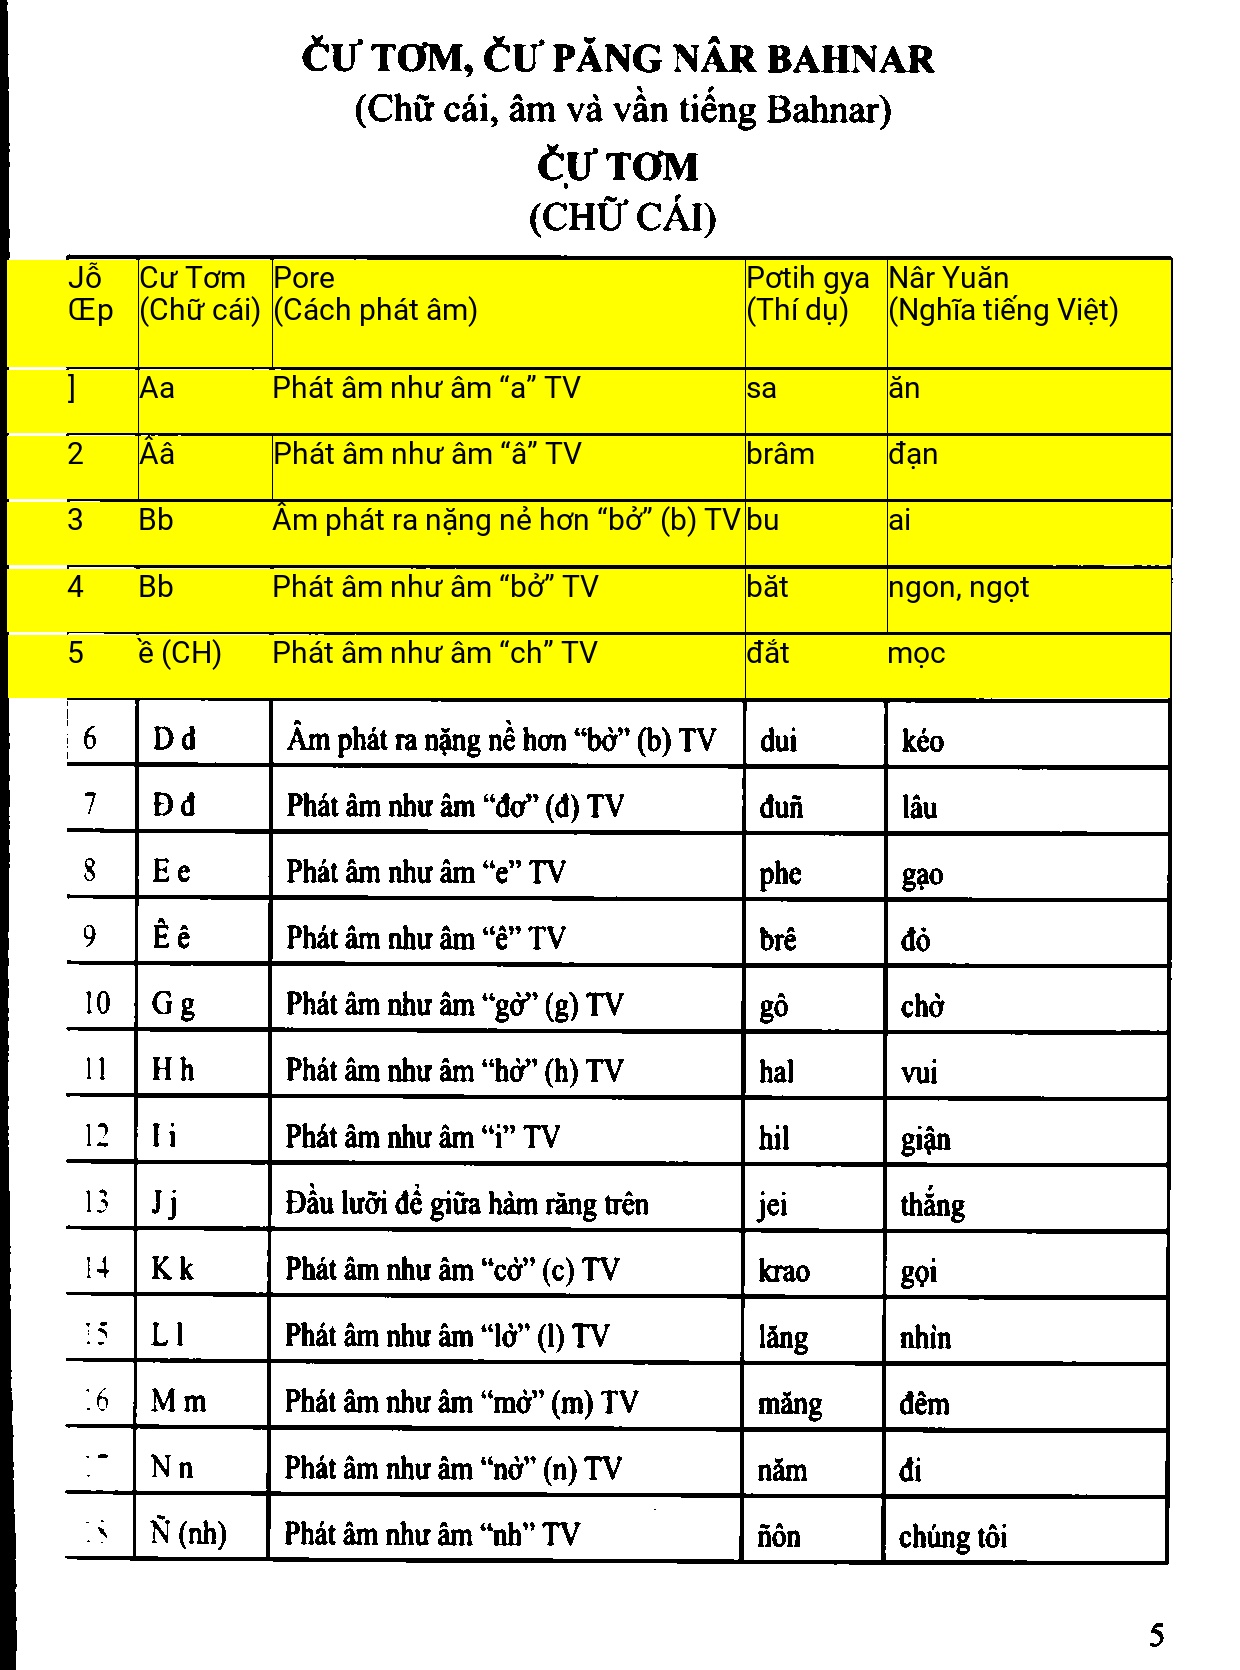 ČƯ TƠM, ČƯ PĂNG NÂR BAHNAR
(Chữ cái, âm và vần tiếng Bahnar)
ČƯ TƠM
(CHỮ CÁI)
Jỗ Cư Tơm Pore Pơtih gya Nâr Yuăn
Œp (Chữ cái) (Cách phát âm) (Thí dụ) (Nghĩa tiếng Việt)
] Aa Phát âm như âm “a” TV sa ăn
2 Ââ Phát âm như âm “â” TV brâm đạn
3 Bb Âm phát ra nặng nẻ hơn “bở” (b) TV bu ai
4 Bb Phát âm như âm “bở” TV băt ngon, ngọt
5 ề (CH) Phát âm như âm “ch” TV đắt mọc
6 D d Âm phát ra nặng nề hơn “bờ” (b) TV dui kéo
7 Đ đ Phát âm như âm “đơ” (đ) TV đuñ lâu
8 E e Phát âm như âm “e” TV phe gạo
9 Ê ê Phát âm như âm “ê” TV brê đỏ
10 G g Phát âm như âm “gờ” (g) TV gô chờ
11 H h Phát âm như âm “hờ” (h) TV hal vui
12 I i Phát âm như âm “i” TV hil giận
13 J j Đầu lưỡi để giữa hàm răng trên jei thắng
14 K k Phát âm như âm “cờ” (c) TV krao gọi
15 L l Phát âm như âm “lờ” (l) TV lăng nhìn
16 M m Phát âm như âm “mờ” (m) TV măng đêm
N n Phát âm như âm “nờ” (n) TV năm đi
Ñ (nh) Phát âm như âm “nh” TV ñôn chúng tôi
5